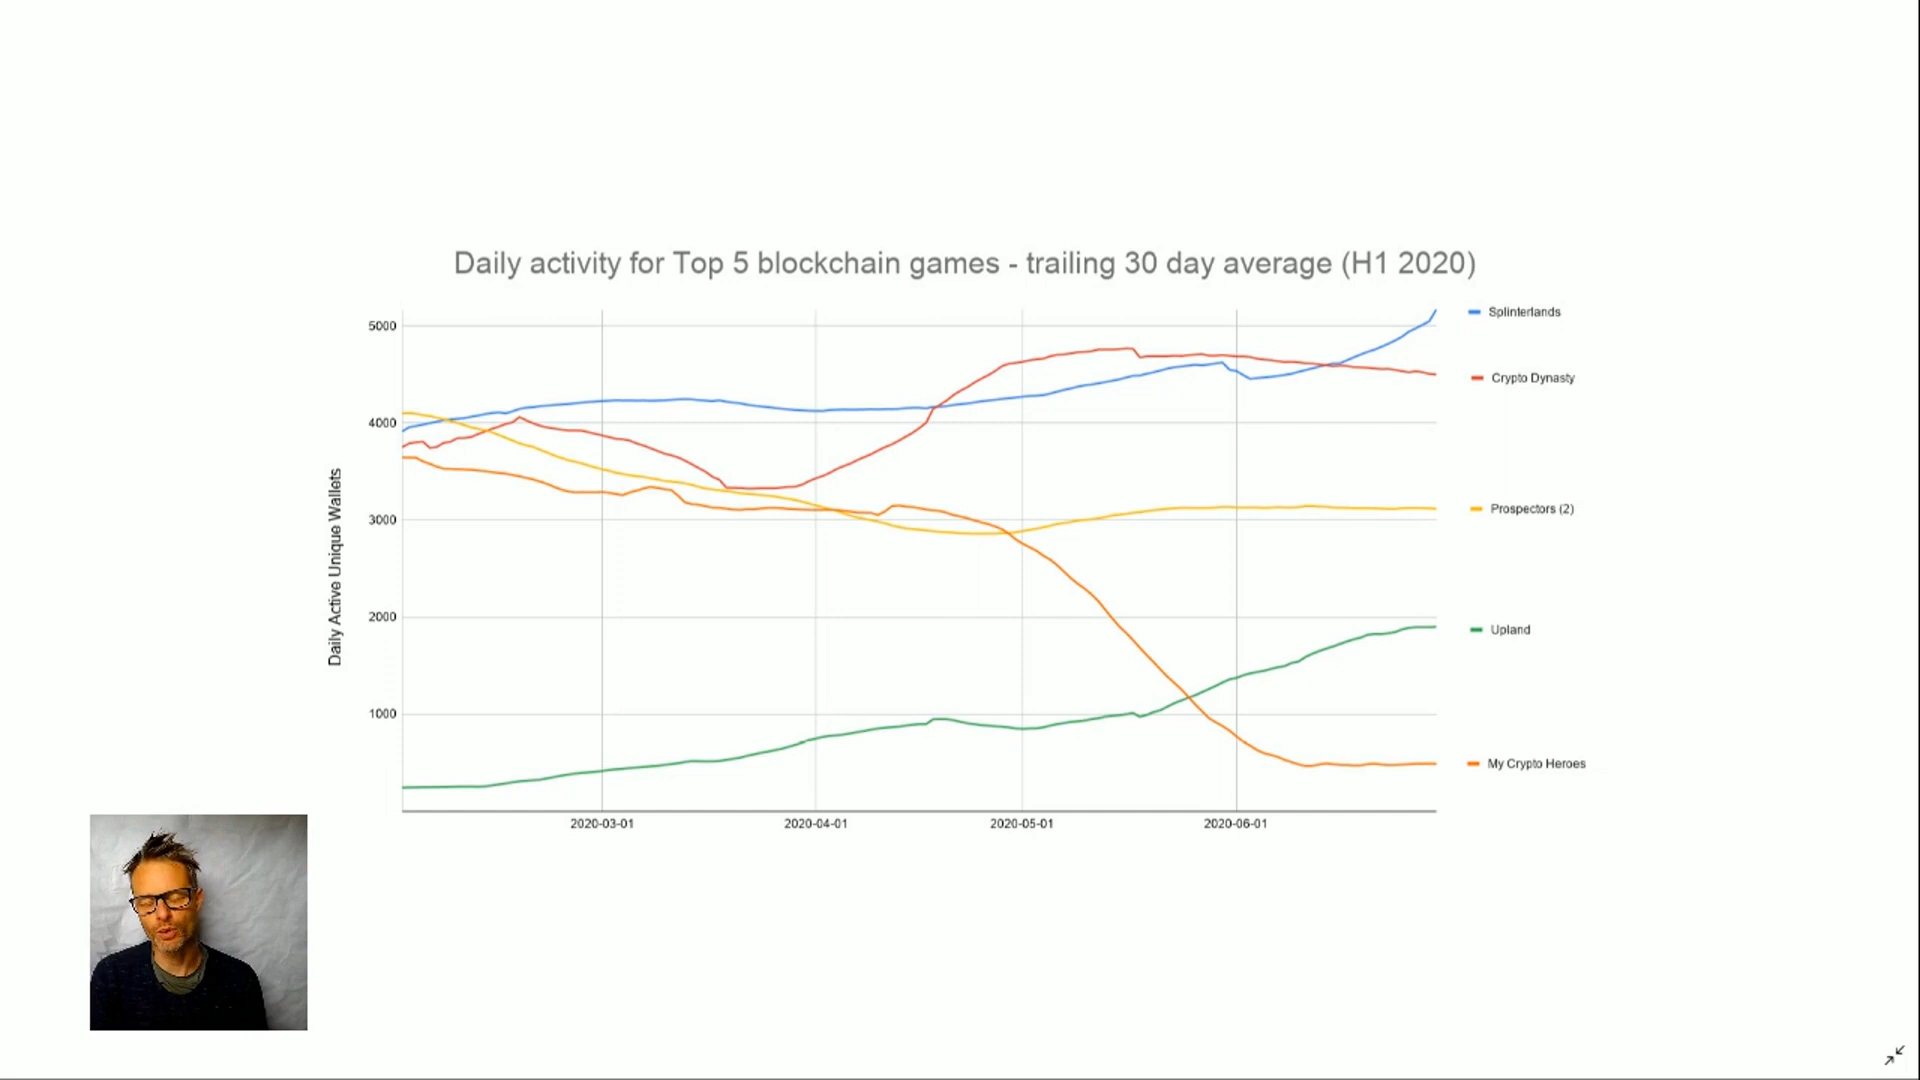 Daily activity for Top 5 blockchain games - trailing 30 day average (H1 2020)
Daily Active Unique Wallets
5000
4000
3000
2000
1000
2020-03-01
2020-04-01
2020-05-01
2020-06-01
Splinterlands
Crypto Dynasty
Prospectors (2)
Upland
My Crypto Heroes